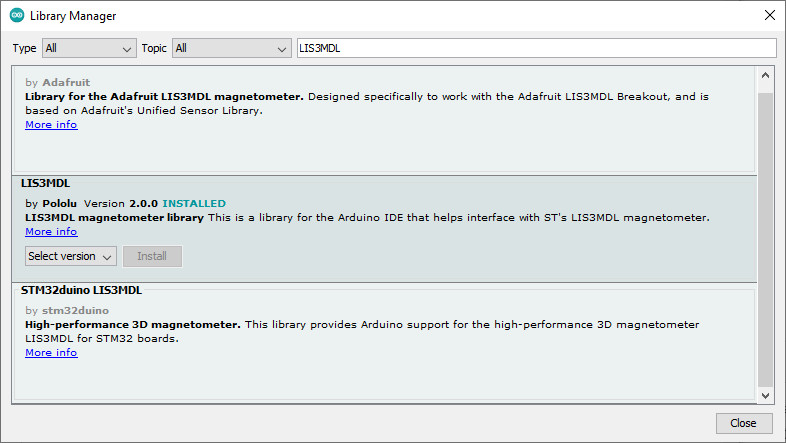 Library Manager
Type All Topic All LIS3MDL
by Adafruit
Library for the Adafruit LIS3MDL magnetometer. Designed specifically to work with the Adafruit LIS3MDL Breakout, and is
based on Adafruit's Unified Sensor Library.
More info
LIS3MDL
by Pololu Version 2.0.0 INSTALLED
LIS3MDL magnetometer library This is a library for the Arduino IDE that helps interface with ST's LIS3MDL magnetometer.
More info
Select version Install
STM32duino LIS3MDL
by stm32duino
High-performance 3D magnetometer. This library provides Arduino support for the high-performance 3D magnetometer
LIS3MDL for STM32 boards.
More info
Close